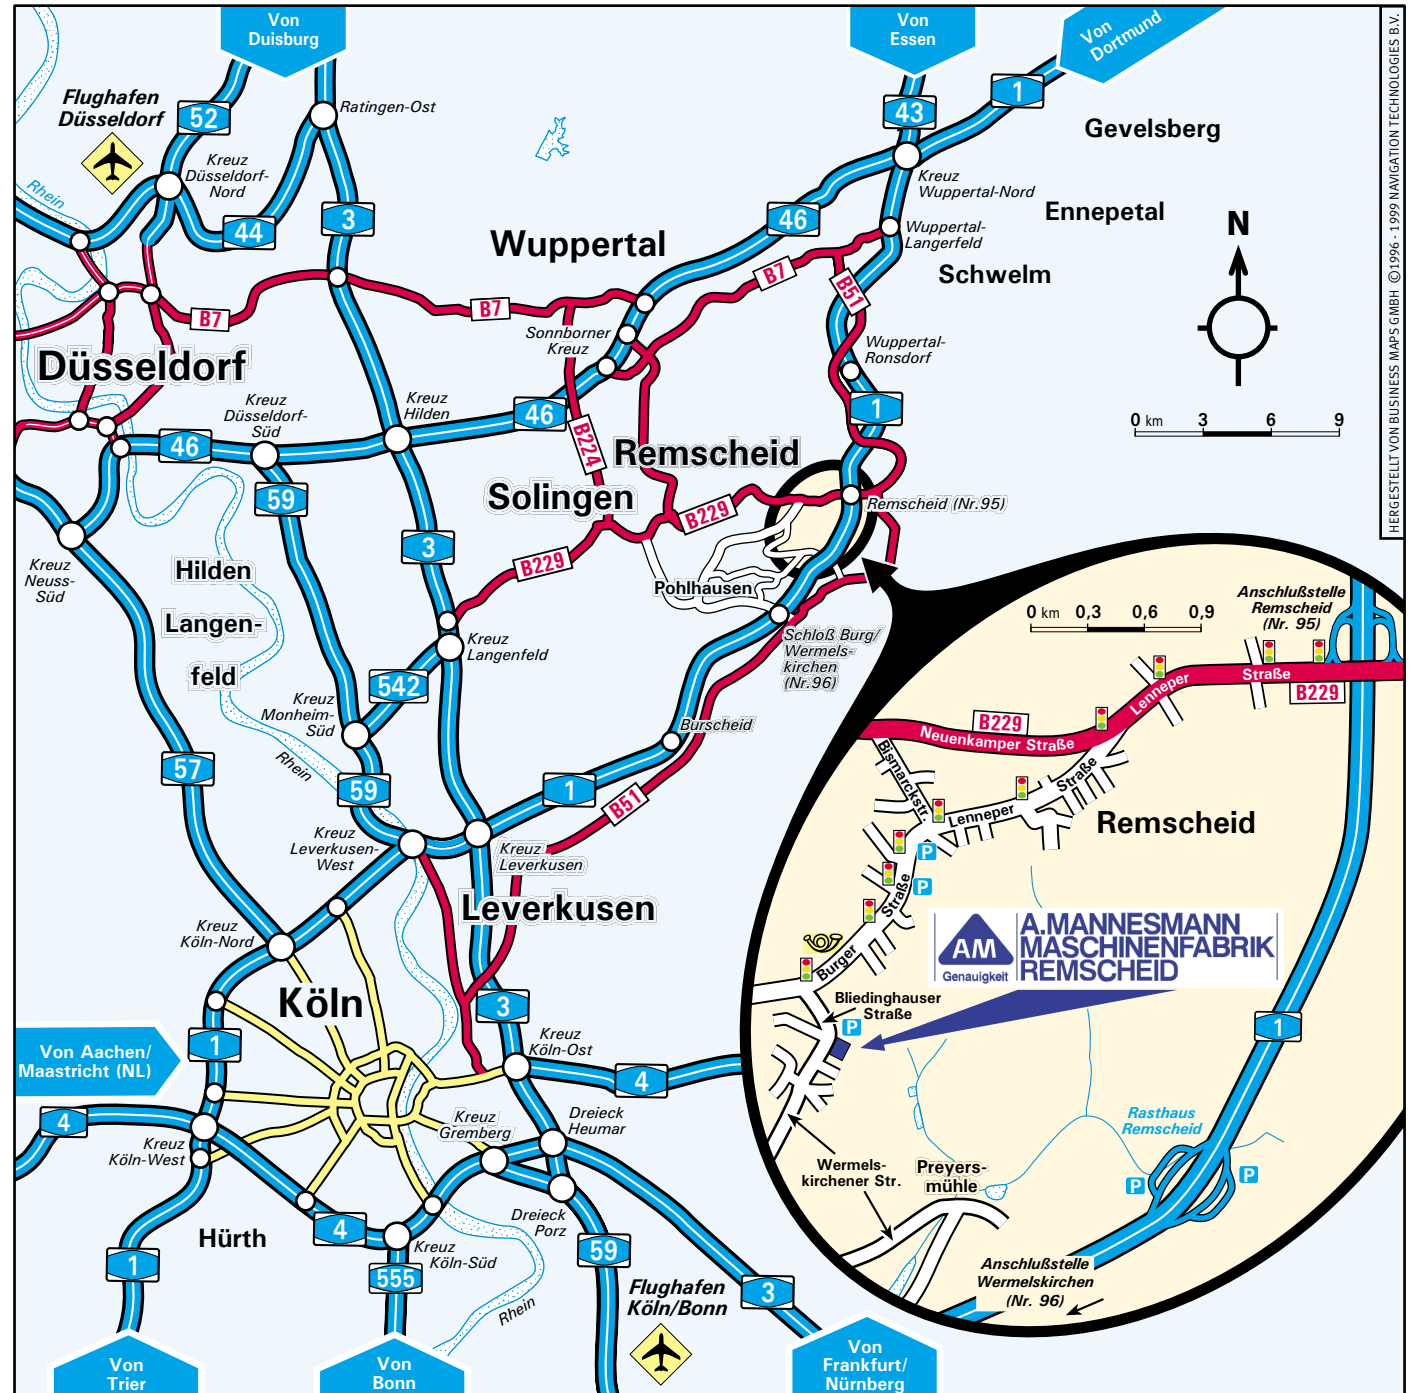 Von
Duisburg
Von
Essen
Von
Dortmund
HERGESTELLT VON BUSINESS MAPS GMBH ©1996 - 1999 NAVIGATION TECHNOLOGIES B.V.
Flughafen
Düsseldorf
52
Ratingen-Ost
43
1
Gevelsberg
Kreuz
Düsseldorf-
Nord
Rhein
44
3
46
Kreuz
Wuppertal-Nord
Ennepetal
Wuppertal
Wuppertal-
Langerfeld
Schwelm
N
B7
B7
B7
B51
Sonnborner
Kreuz
Wuppertal-
Ronsdorf
Düsseldorf
Kreuz
Düsseldorf-
Süd
Kreuz
Hilden
46
46
1
0 km 3 6 9
B224
Remscheid
Solingen
59
B229
Remscheid (Nr.95)
3
B229
Kreuz
Neuss-
Süd
Hilden
Langen-
feld
Pohlhausen
Kreuz
Langenfeld
Schloß Burg/
Wermels-
kirchen
(Nr.96)
542
Kreuz
Monheim-
Süd
Rhein
Burscheid
57
59
1
B51
Kreuz
Leverkusen-
West
Kreuz
Leverkusen
Leverkusen
Kreuz
Köln-Nord
Köln
3
Von Aachen/
Maastricht (NL)
1
Kreuz
Köln-Ost
4
4
Kreuz
Köln-West
Kreuz
Gremberg
Dreieck
Heumar
Hürth
4
Dreieck
Porz
Kreuz
Köln-Süd
59
1
555
Rhein
Flughafen
Köln/Bonn
3
Von
Trier
Von
Bonn
Von
Frankfurt/
Nürnberg
0 km 0,3 0,6 0,9
Anschlußstelle
Remscheid
(Nr. 95)
Lenneper
Straße
B229
B229
Neuenkamper Straße
Bismarckstr.
Lenneper
Straße
Remscheid
P
P
Burger
Straße
AM
Genauigkeit
A.MANNESMANN
MASCHINENFABRIK
REMSCHEID
Bliedinghauser
Straße
P
1
Rasthaus
Remscheid
P
P
Wermels-
kirchener Str.
Preyers-
mühle
Anschlußstelle
Wermelskirchen
(Nr. 96)